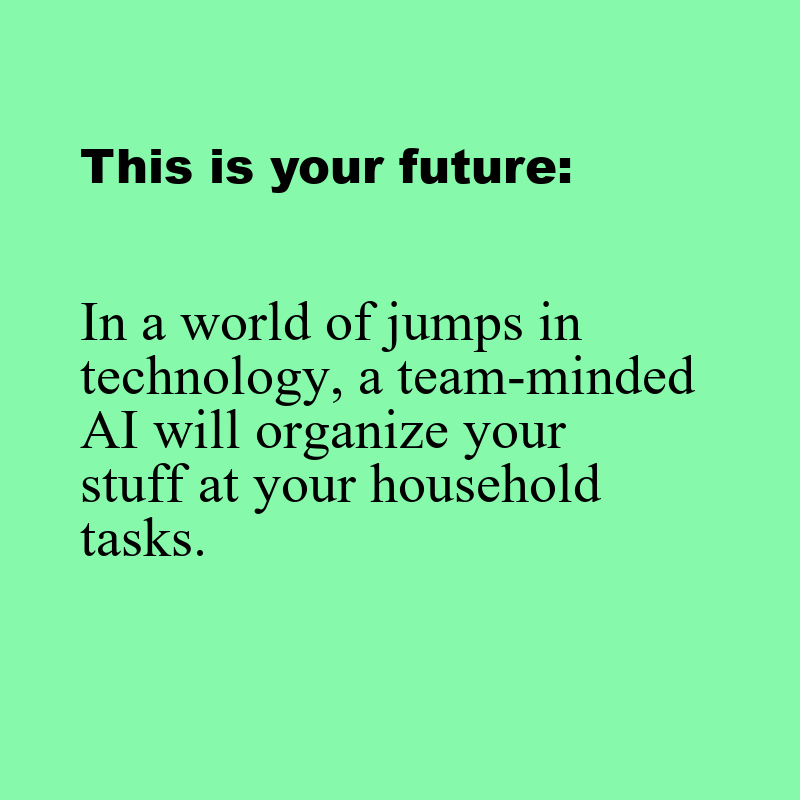 This is your future:
In a world of jumps in
technology, a team-minded
AI will organize your
stuff at your household
tasks.